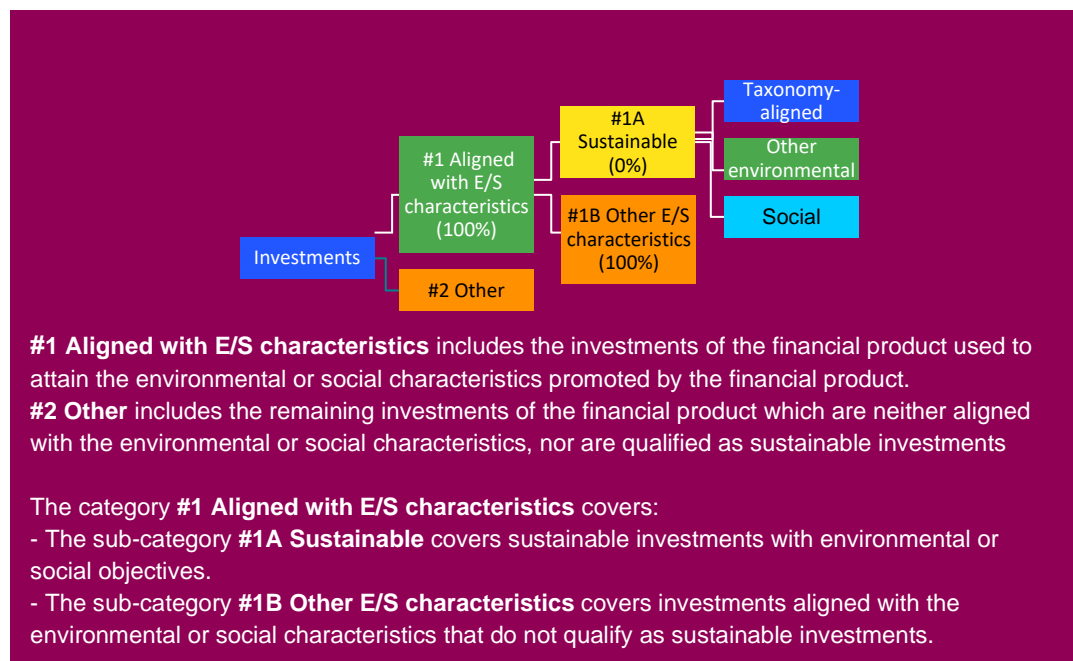 Taxonomy-
aligned
#1A
Sustainable
(0%)
Other
environmental
#1 Aligned
with E/S
characteristics
(100%)
#1B Other E/S
characteristics
(100%)
Social
Investments
#2 Other
#1 Aligned with E/S characteristics includes the investments of the financial product used to
attain the environmental or social characteristics promoted by the financial product.
#2 Other includes the remaining investments of the financial product which are neither aligned
with the environmental or social characteristics, nor are qualified as sustainable investments
The category #1 Aligned with E/S characteristics covers:
- The sub-category #1A Sustainable covers sustainable investments with environmental or
social objectives.
- The sub-category #1B Other E/S characteristics covers investments aligned with the
environmental or social characteristics that do not qualify as sustainable investments.